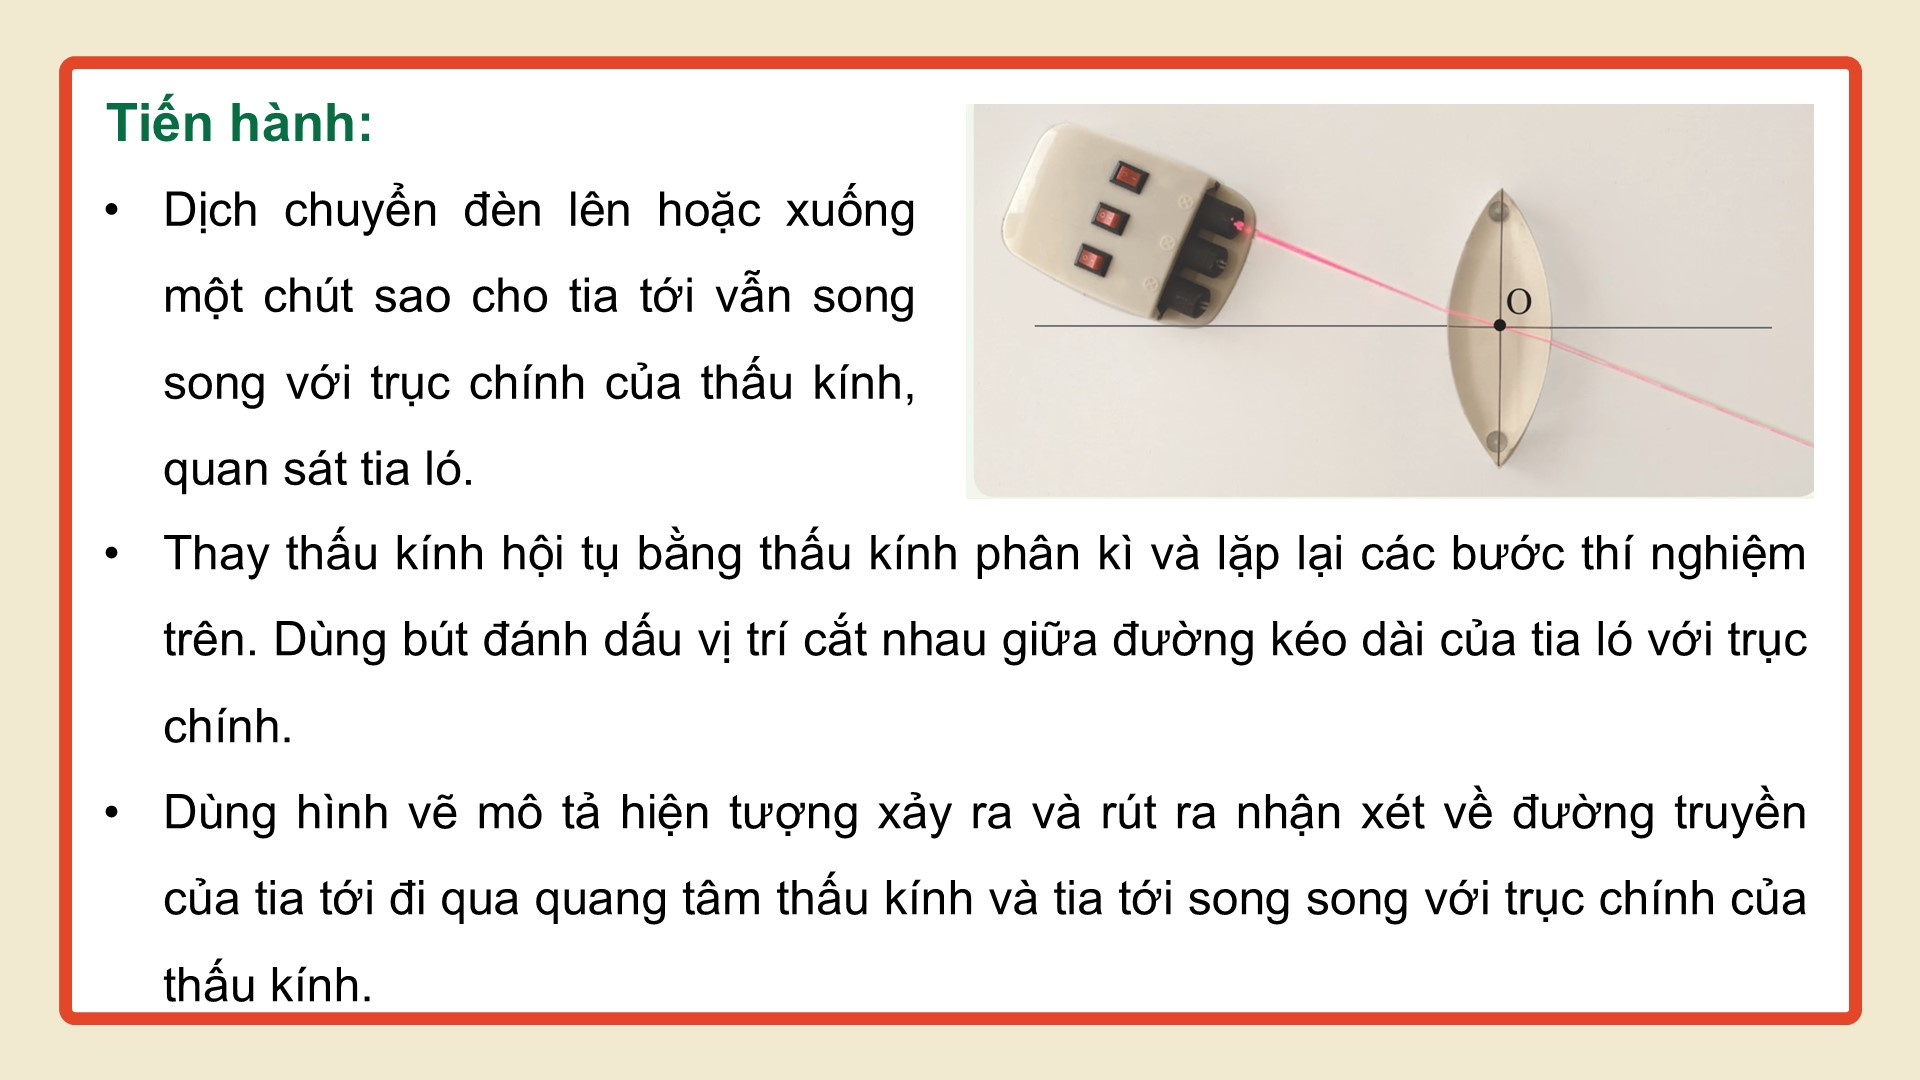 Tiến hành:
• Dịch chuyển đèn lên hoặc xuống
một chút sao cho tia tới vẫn song
song với trục chính của thấu kính,
quan sát tia ló.
O
• Thay thấu kính hội tụ bằng thấu kính phân kì và lặp lại các bước thí nghiệm
trên. Dùng bút đánh dấu vị trí cắt nhau giữa đường kéo dài của tia ló với trục
chính.
• Dùng hình vẽ mô tả hiện tượng xảy ra và rút ra nhận xét về đường truyền
của tia tới đi qua quang tâm thấu kính và tia tới song song với trục chính của
thấu kính.